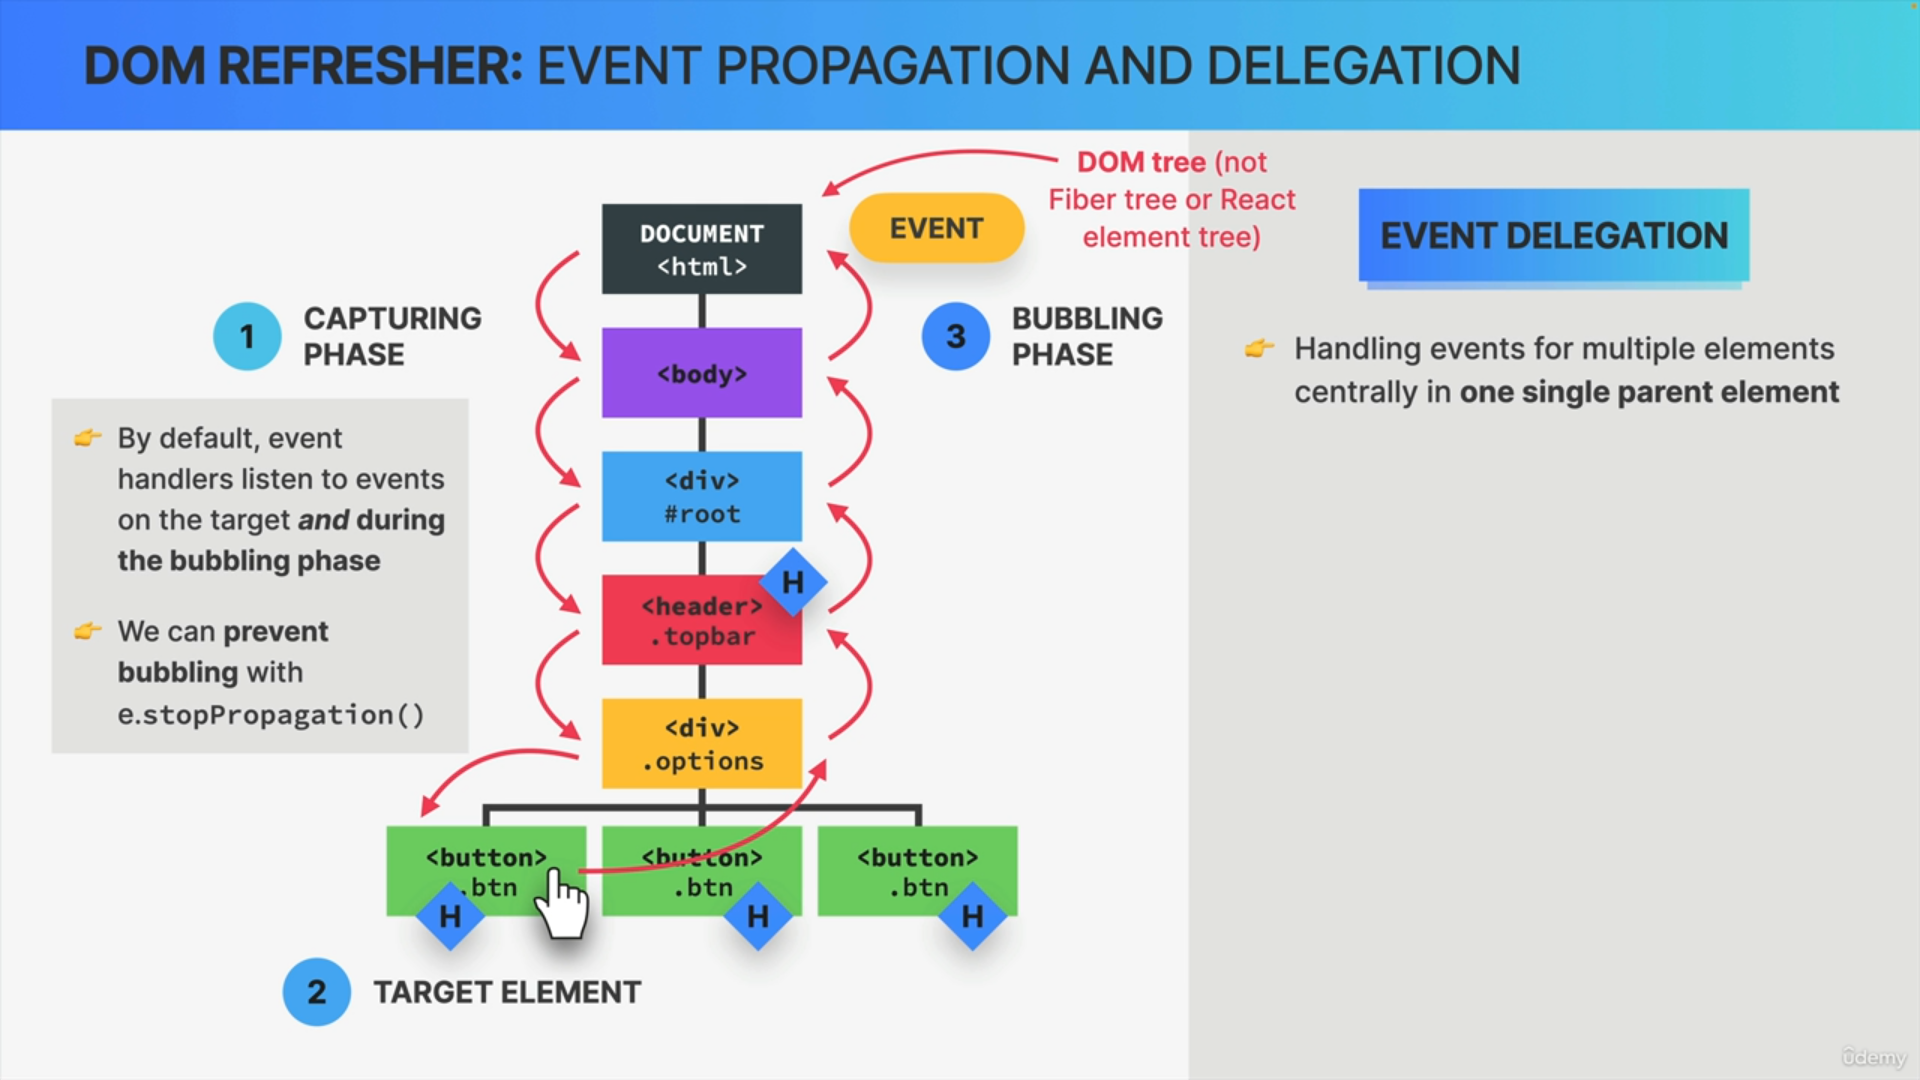 DOM REFRESHER: EVENT PROPAGATION AND DELEGATION
DOM tree (not
Fiber tree or React
element tree)
EVENT
DOCUMENT
<html>
1
CAPTURING
PHASE
3
BUBBLING
PHASE
<body>
👉 By default, event
handlers listen to events
on the target and during
the bubbling phase
👉 We can prevent
bubbling with
e.stopPropagation()
<div>
#root
H
<header>
.topbar
<div>
.options
<button>
.btn
H
<button>
.btn
H
<button>
.btn
H
2
TARGET ELEMENT
EVENT DELEGATION
👉 Handling events for multiple elements
centrally in one single parent element
ûdemy